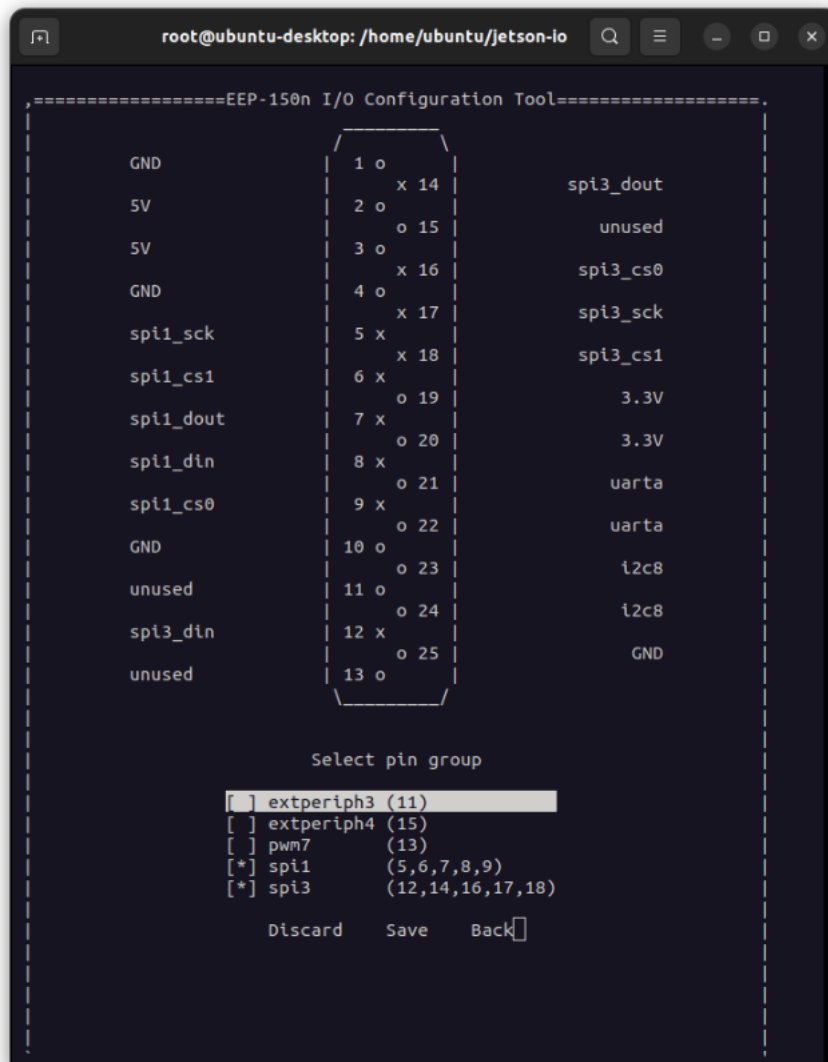 root@ubuntu-desktop: /home/ubuntu/jetson-io
EEP-150n I/O Configuration Tool
GND 1 o
x 14 spi3_dout
5V 2 o
o 15 unused
5V 3 o
x 16 spi3_cs0
GND 4 o
x 17 spi3_sck
spi1_sck 5 x
x 18 spi3_cs1
spi1_cs1 6 x
o 19 3.3V
spi1_dout 7 x
o 20 3.3V
spi1_din 8 x
o 21 uarta
spi1_cs0 9 x
o 22 uarta
GND 10 o
o 23 i2c8
unused 11 o
o 24 i2c8
spi3_din 12 x
o 25 GND
unused 13 o
Select pin group
[ ] extperiph3 (11)
[ ] extperiph4 (15)
[ ] pwm7 (13)
[*] spi1 (5,6,7,8,9)
[*] spi3 (12,14,16,17,18)
Discard Save Back